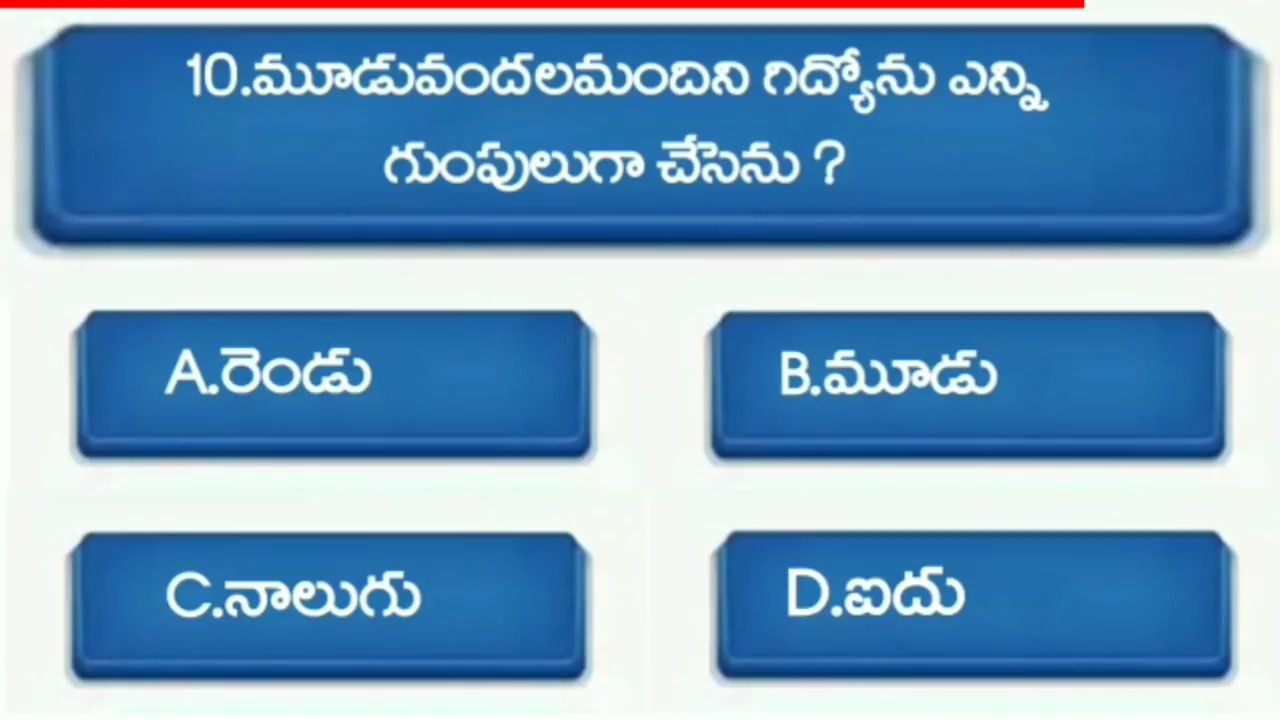 10.మూడువందలమందిని గిద్యోను ఎన్ని
గుంపులుగా చేసెను ?
A.రెండు
B.మూడు
C.నాలుగు
D.ఐదు